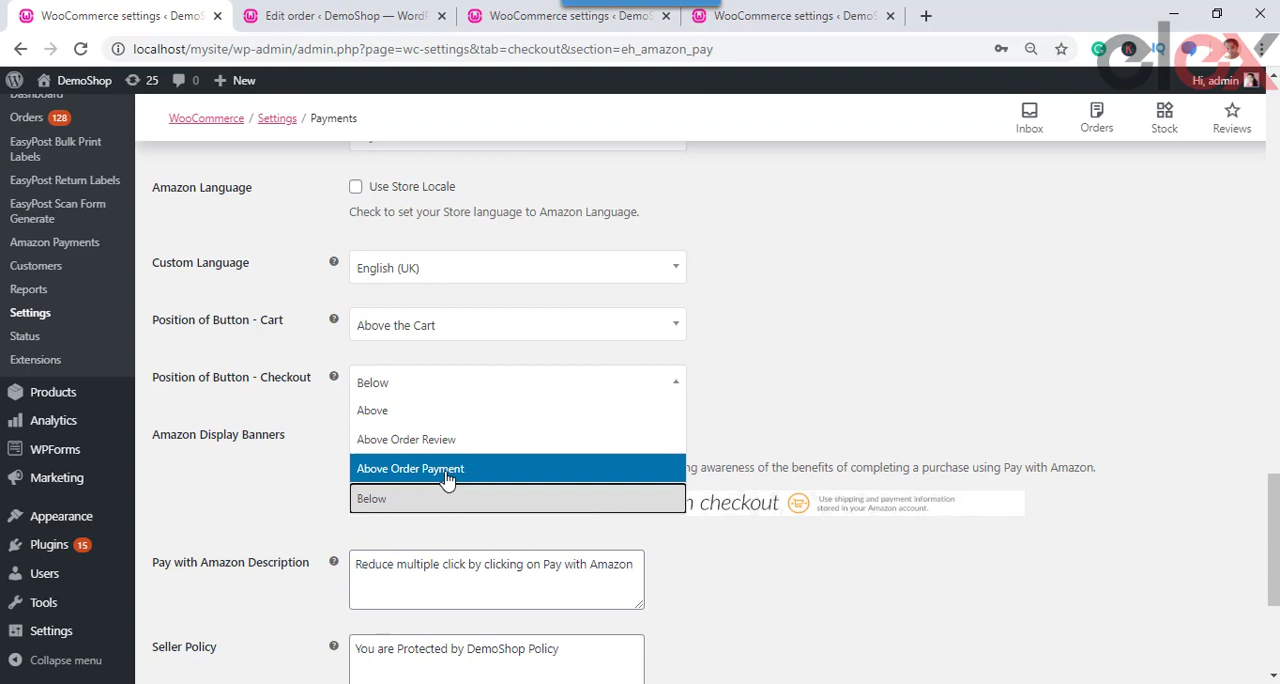 WooCommerce settings ‹ DemoS
Edit order ‹ DemoShop — WordP
WooCommerce settings ‹ DemoS
WooCommerce settings ‹ DemoS
localhost/mysite/wp-admin/admin.php?page=wc-settings&tab=checkout&section=eh_amazon_pay
elex
DemoShop 25 0 New
Hi, admin
Dashboard
Orders 128
EasyPost Bulk Print
Labels
EasyPost Return Labels
EasyPost Scan Form
Generate
Amazon Payments
Customers
Reports
Settings
Status
Extensions
Products
Analytics
WPForms
Marketing
Appearance
Plugins 15
Users
Tools
Settings
Collapse menu
WooCommerce / Settings / Payments
Inbox
Orders
Stock
Reviews
Amazon Language
Use Store Locale
Check to set your Store language to Amazon Language.
Custom Language
English (UK)
Position of Button - Cart
Above the Cart
Position of Button - Checkout
Below
Above
Above Order Review
Above Order Payment
Below
Amazon Display Banners
ng awareness of the benefits of completing a purchase using Pay with Amazon.
n checkout
Use shipping and payment information
stored in your Amazon account.
Pay with Amazon Description
Reduce multiple click by clicking on Pay with Amazon
Seller Policy
You are Protected by DemoShop Policy